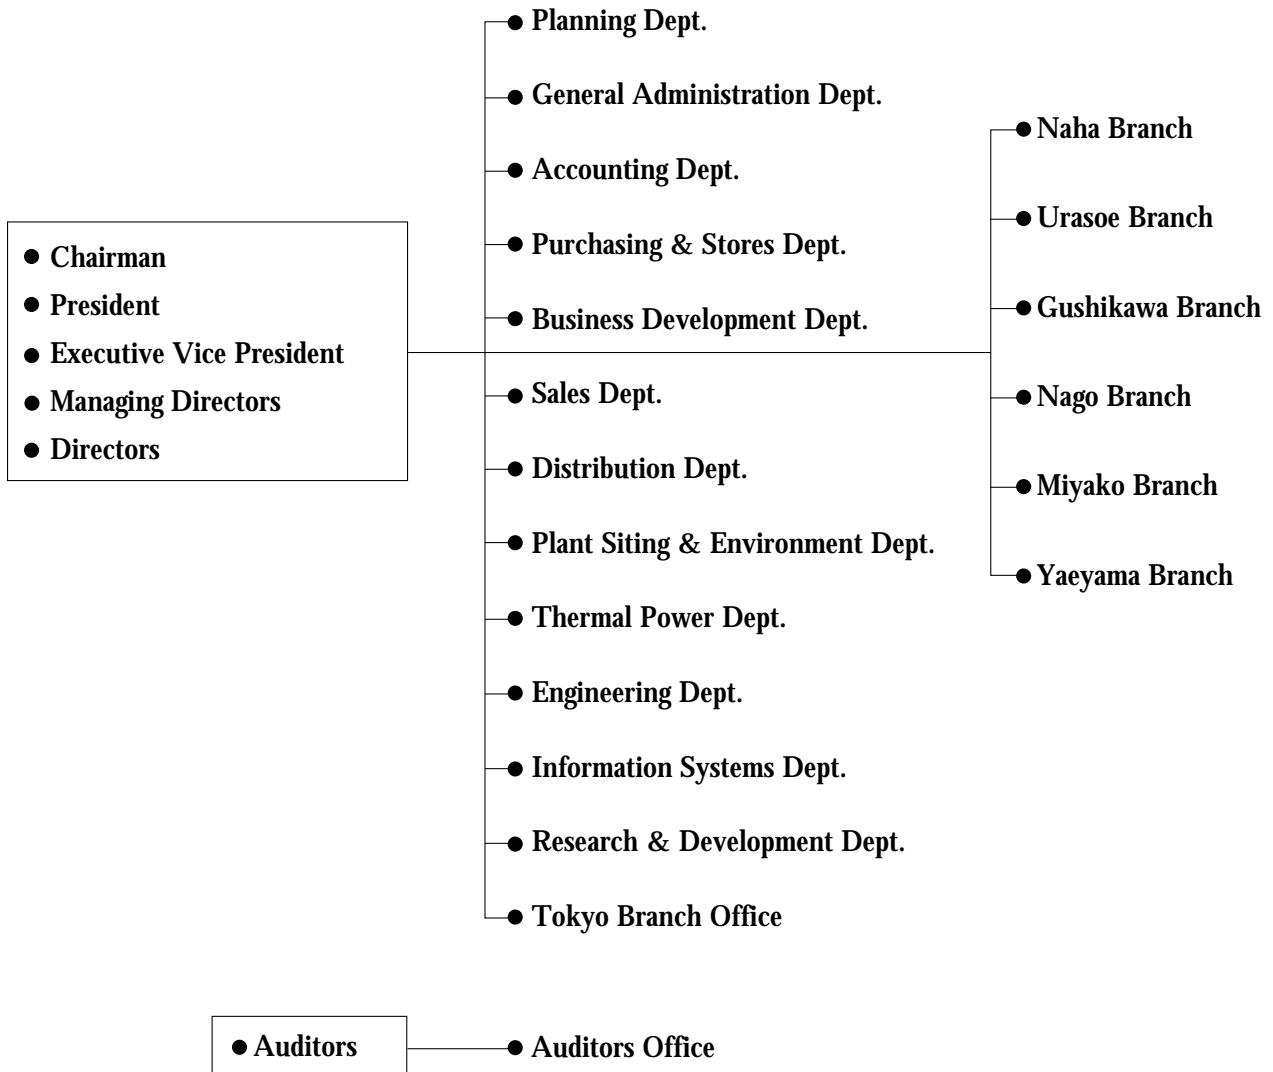 Chairman
President
Executive Vice President
Managing Directors
Directors
Planning Dept.
General Administration Dept.
Accounting Dept.
Purchasing & Stores Dept.
Business Development Dept.
Sales Dept.
Distribution Dept.
Plant Siting & Environment Dept.
Thermal Power Dept.
Engineering Dept.
Information Systems Dept.
Research & Development Dept.
Tokyo Branch Office
Naha Branch
Urasoe Branch
Gushikawa Branch
Nago Branch
Miyako Branch
Yaeyama Branch
Auditors
Auditors Office